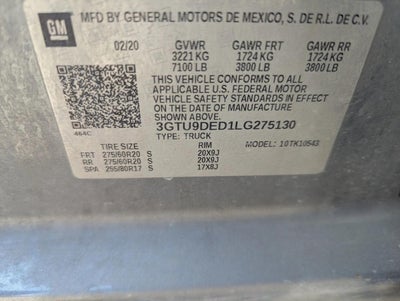 GM
MFD BY GENERAL MOTORS DE MEXICO, S. DE R.L. DE C.V.
02/20 GVWR GAWR FRT GAWR RR
3221 KG 1724 KG 1724 KG
7100 LB 3800 LB 3800 LB
THIS VEHICLE CONFORMS TO ALL
APPLICABLE U.S. FEDERAL MOTOR
VEHICLE SAFETY STANDARDS IN EFFECT ON THE
DATE OF MANUFACTURE SHOWN ABOVE.
464C
3GTU9DED1LG275130
TYPE: TRUCK
TIRE SIZE RIM MODEL: 10TK10543
FRT 275/60R20 S 20X9J
RR 275/60R20 S 20X9J
SPA 255/80R17 S 17X8J